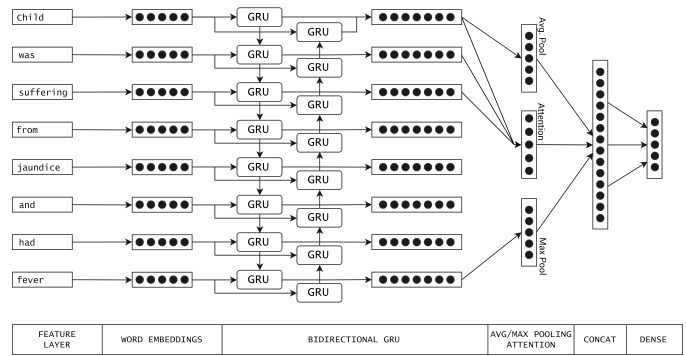 Child
GRU
GRU
was
GRU
GRU
suffering
GRU
GRU
from
GRU
GRU
jaundice
GRU
GRU
and
GRU
GRU
had
GRU
GRU
fever
GRU
GRU
Avg. Pool
Attention
Max Pool
FEATURE
LAYER
WORD EMBEDDINGS
BIDIRECTIONAL GRU
AVG/MAX POOLING
ATTENTION
CONCAT
DENSE